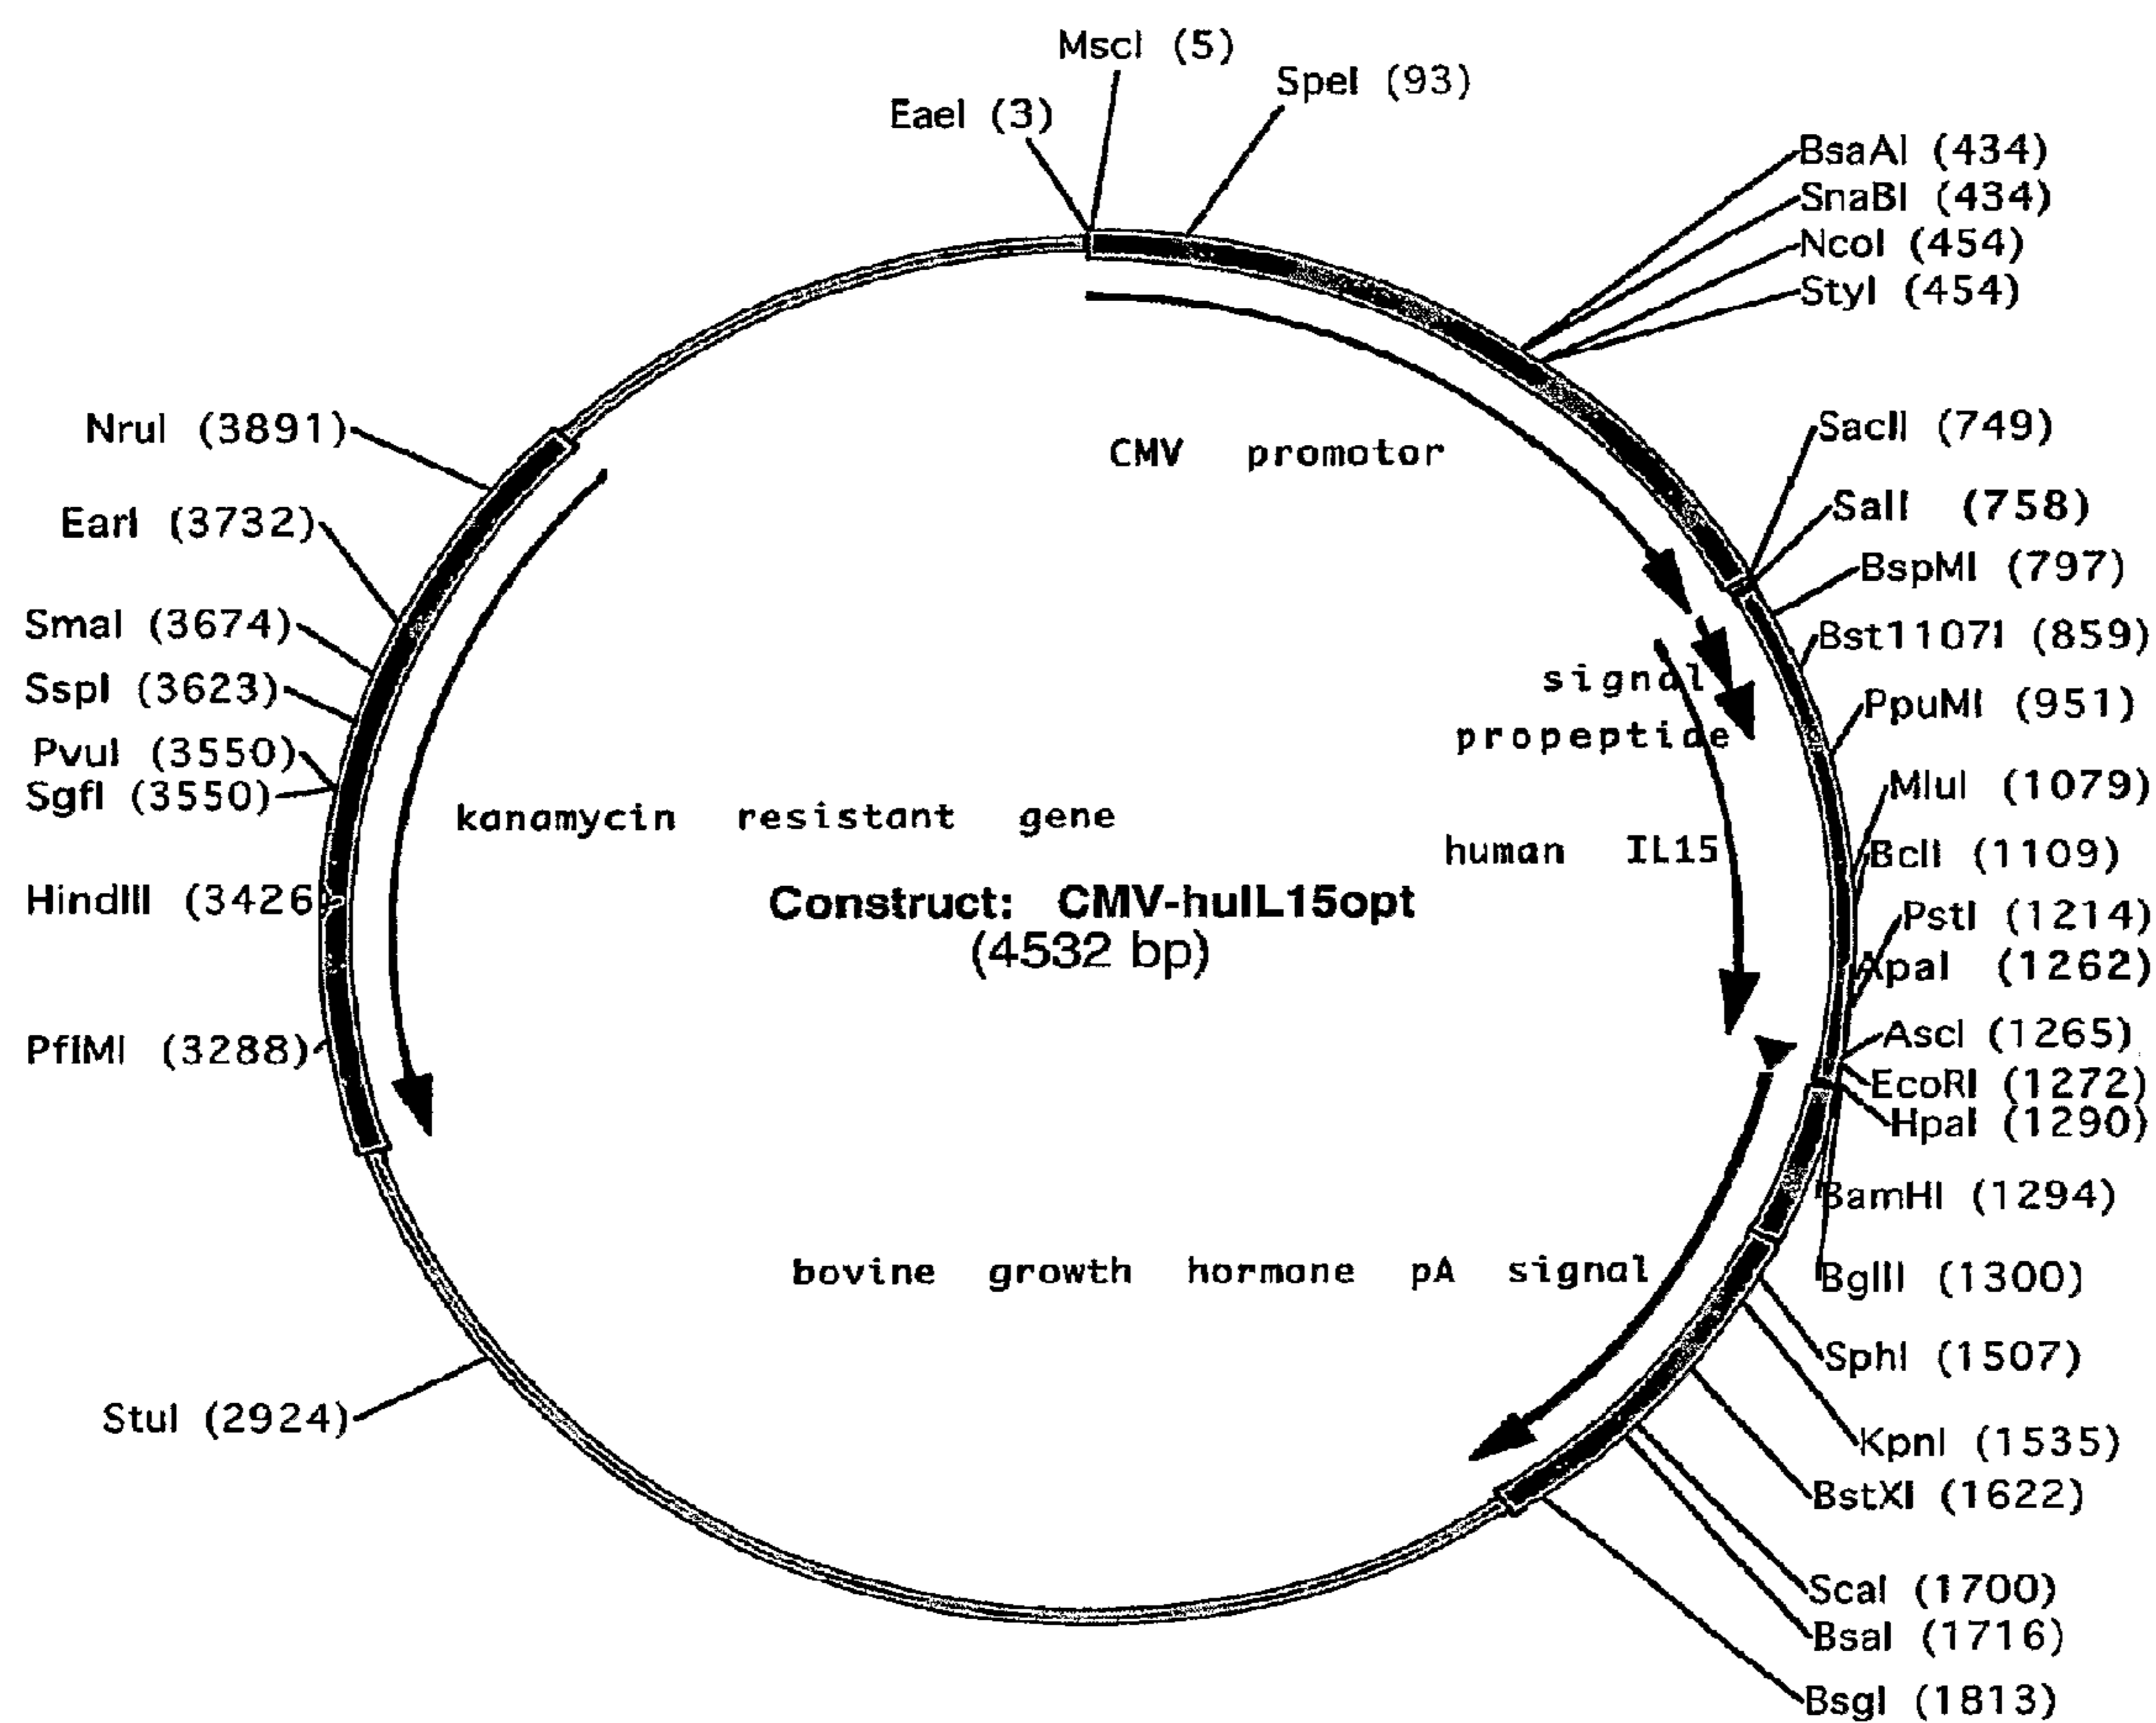 MscI (5)
SpeI (93)
EaeI (3)
BsaAI (434)
SnaBI (434)
NcoI (454)
StyI (454)
NruI (3891)
CMV promotor
SacII (749)
EarI (3732)
SalI (758)
BspMI (797)
SmaI (3674)
Bst1107I (859)
SspI (3623)
signal
PpuMI (951)
propeptide
PvuI (3550)
SgfI (3550)
MluI (1079)
kanamycin resistant gene
human IL15
BclI (1109)
HindIII (3426
Construct: CMV-huIL15opt
(4532 bp)
PstI (1214)
ApaI (1262)
AscI (1265)
PflMI (3288)
EcoRI (1272)
HpaI (1290)
BamHI (1294)
bovine growth hormone pA signal
BglII (1300)
SphI (1507)
StuI (2924)
KpnI (1535)
BstXI (1622)
ScaI (1700)
BsaI (1716)
BsgI (1813)